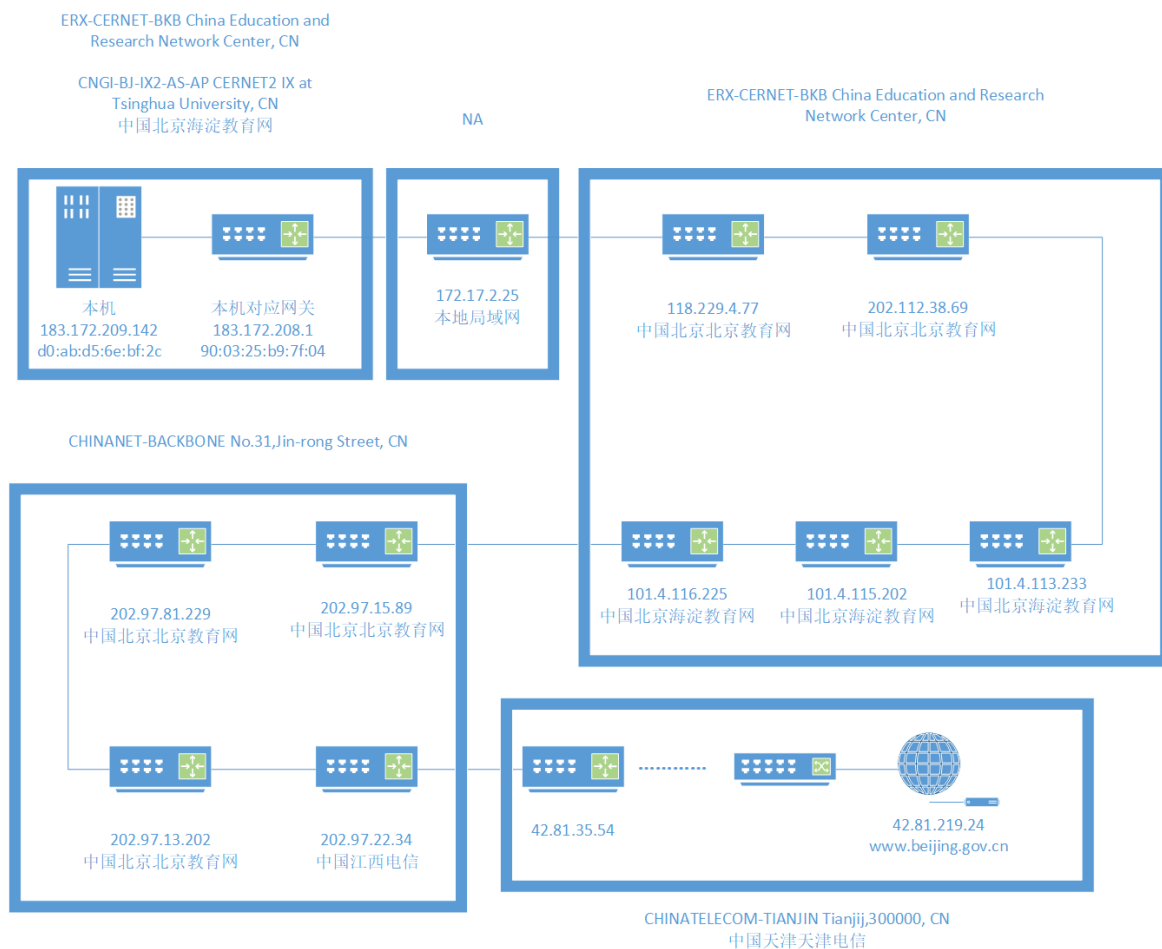 ERX-CERNET-BKB China Education and
Research Network Center, CN
CNGI-BJ-IX2-AS-AP CERNET2 IX at
Tsinghua University, CN
中国北京海淀教育网
NA
ERX-CERNET-BKB China Education and Research
Network Center, CN
本机
183.172.209.142
d0:ab:d5:6e:bf:2c
本机对应网关
183.172.208.1
90:03:25:b9:7f:04
172.17.2.25
本地局域网
118.229.4.77
中国北京北京教育网
202.112.38.69
中国北京北京教育网
101.4.116.225
中国北京海淀教育网
101.4.115.202
中国北京海淀教育网
101.4.113.233
中国北京海淀教育网
CHINANET-BACKBONE No.31,Jin-rong Street, CN
202.97.81.229
中国北京北京教育网
202.97.15.89
中国北京北京教育网
202.97.13.202
中国北京北京教育网
202.97.22.34
中国江西电信
42.81.35.54
42.81.219.24
www.beijing.gov.cn
CHINATELECOM-TIANJIN Tianjij,300000, CN
中国天津天津电信